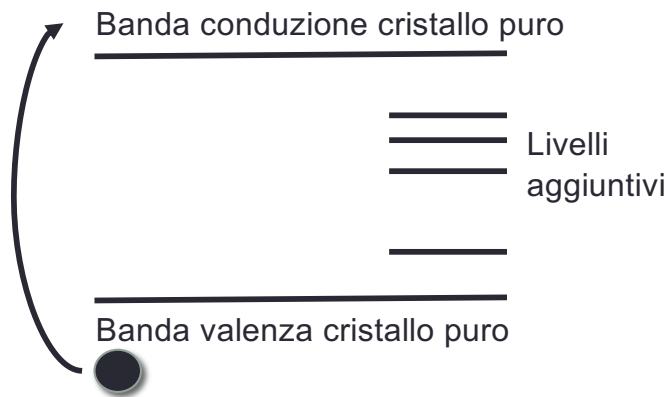 Banda conduzione cristallo puro
Livelli
aggiuntivi
Banda valenza cristallo puro